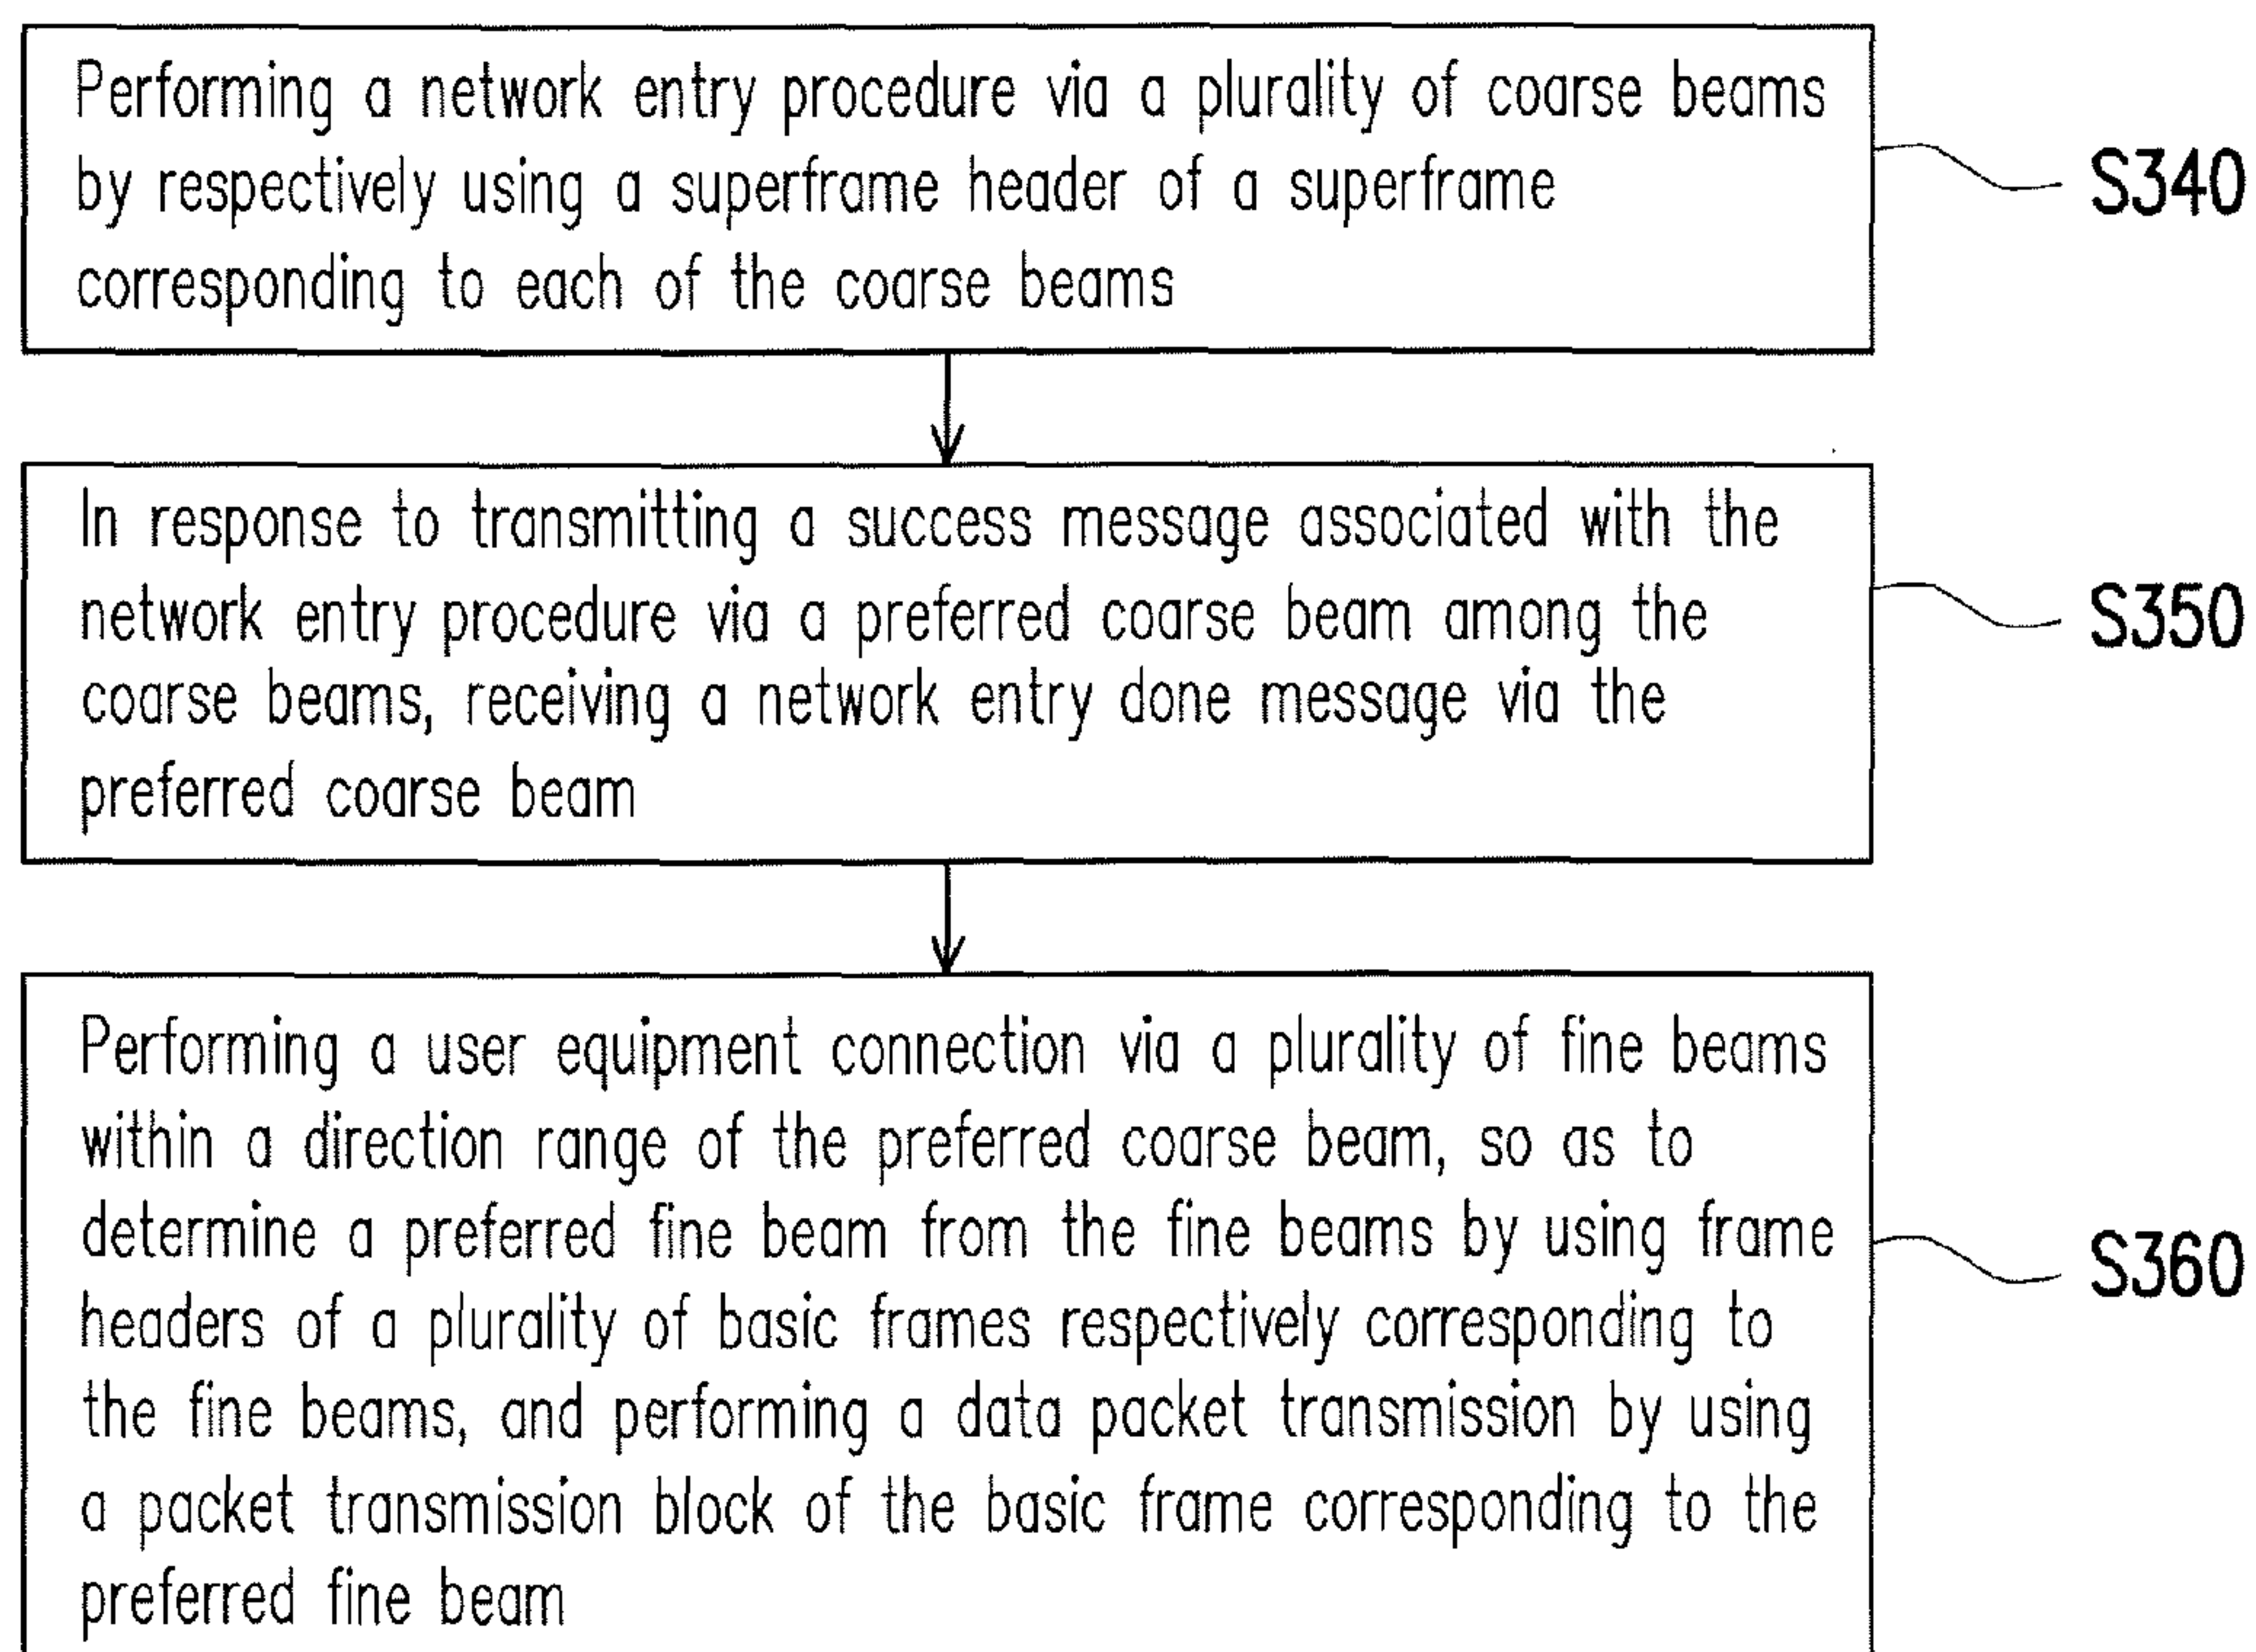 Performing a network entry procedure via a plurality of coarse beams
by respectively using a superframe header of a superframe
corresponding to each of the coarse beams
S340
In response to transmitting a success message associated with the
network entry procedure via a preferred coarse beam among the
coarse beams, receiving a network entry done message via the
preferred coarse beam
S350
Performing a user equipment connection via a plurality of fine beams
within a direction range of the preferred coarse beam, so as to
determine a preferred fine beam from the fine beams by using frame
headers of a plurality of basic frames respectively corresponding to
the fine beams, and performing a data packet transmission by using
a packet transmission block of the basic frame corresponding to the
preferred fine beam
S360